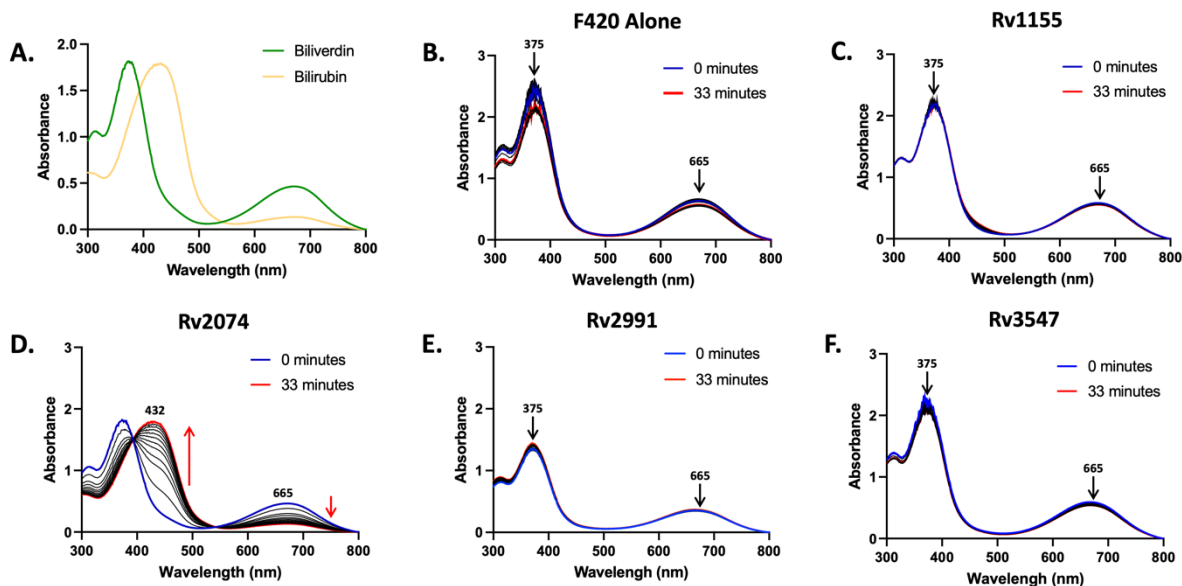 A.
2.0
1.5
1.0
0.5
0.0
Absorbance
Biliverdin
Bilirubin
300 400 500 600 700 800
Wavelength (nm)
F420 Alone
B.
3
2
1
0
Absorbance
375
0 minutes
33 minutes
665
300 400 500 600 700 800
Wavelength (nm)
Rv1155
C.
3
2
1
0
Absorbance
375
0 minutes
33 minutes
665
300 400 500 600 700 800
Wavelength (nm)
Rv2074
D.
3
2
1
0
Absorbance
0 minutes
33 minutes
432
665
300 400 500 600 700 800
Wavelength (nm)
Rv2991
E.
3
2
1
0
Absorbance
0 minutes
33 minutes
375
665
300 400 500 600 700 800
Wavelength (nm)
Rv3547
F.
3
2
1
0
Absorbance
375
0 minutes
33 minutes
665
300 400 500 600 700 800
Wavelength (nm)